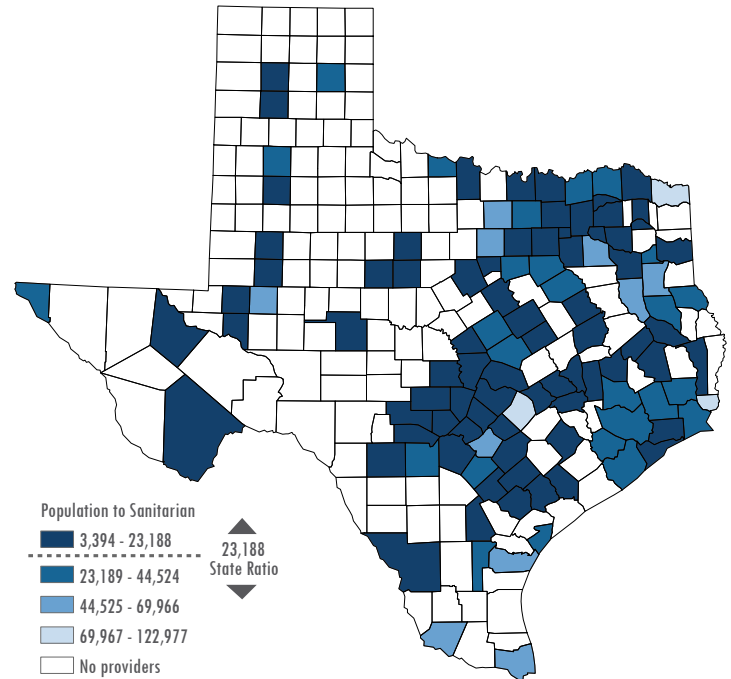 Population to Sanitarian
3,394 - 23,188
23,189 - 44,524
44,525 - 69,966
69,967 - 122,977
No providers
23,188
State Ratio